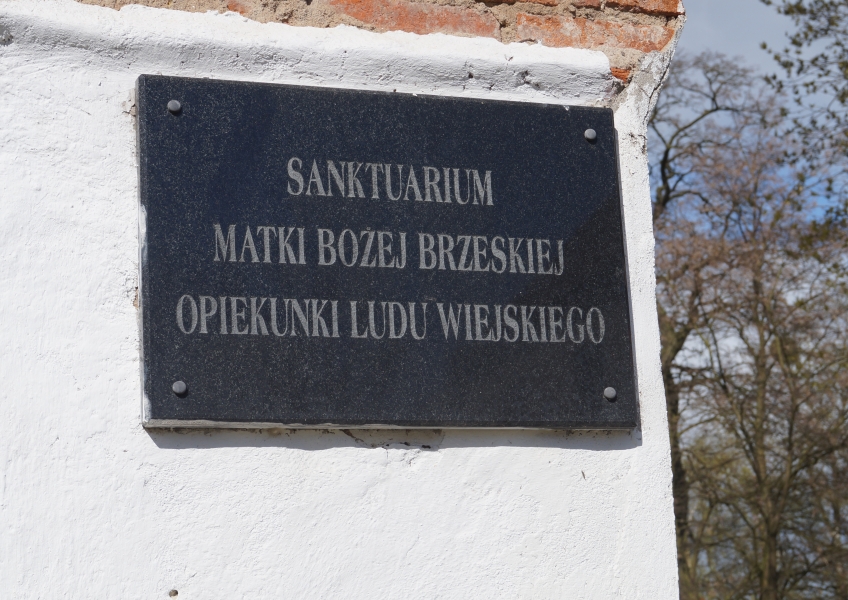 SANKTUARIUM
MATKI BOŻEJ BRZESKIEJ
OPIEKUNKI LUDU WIEJSKIEGO